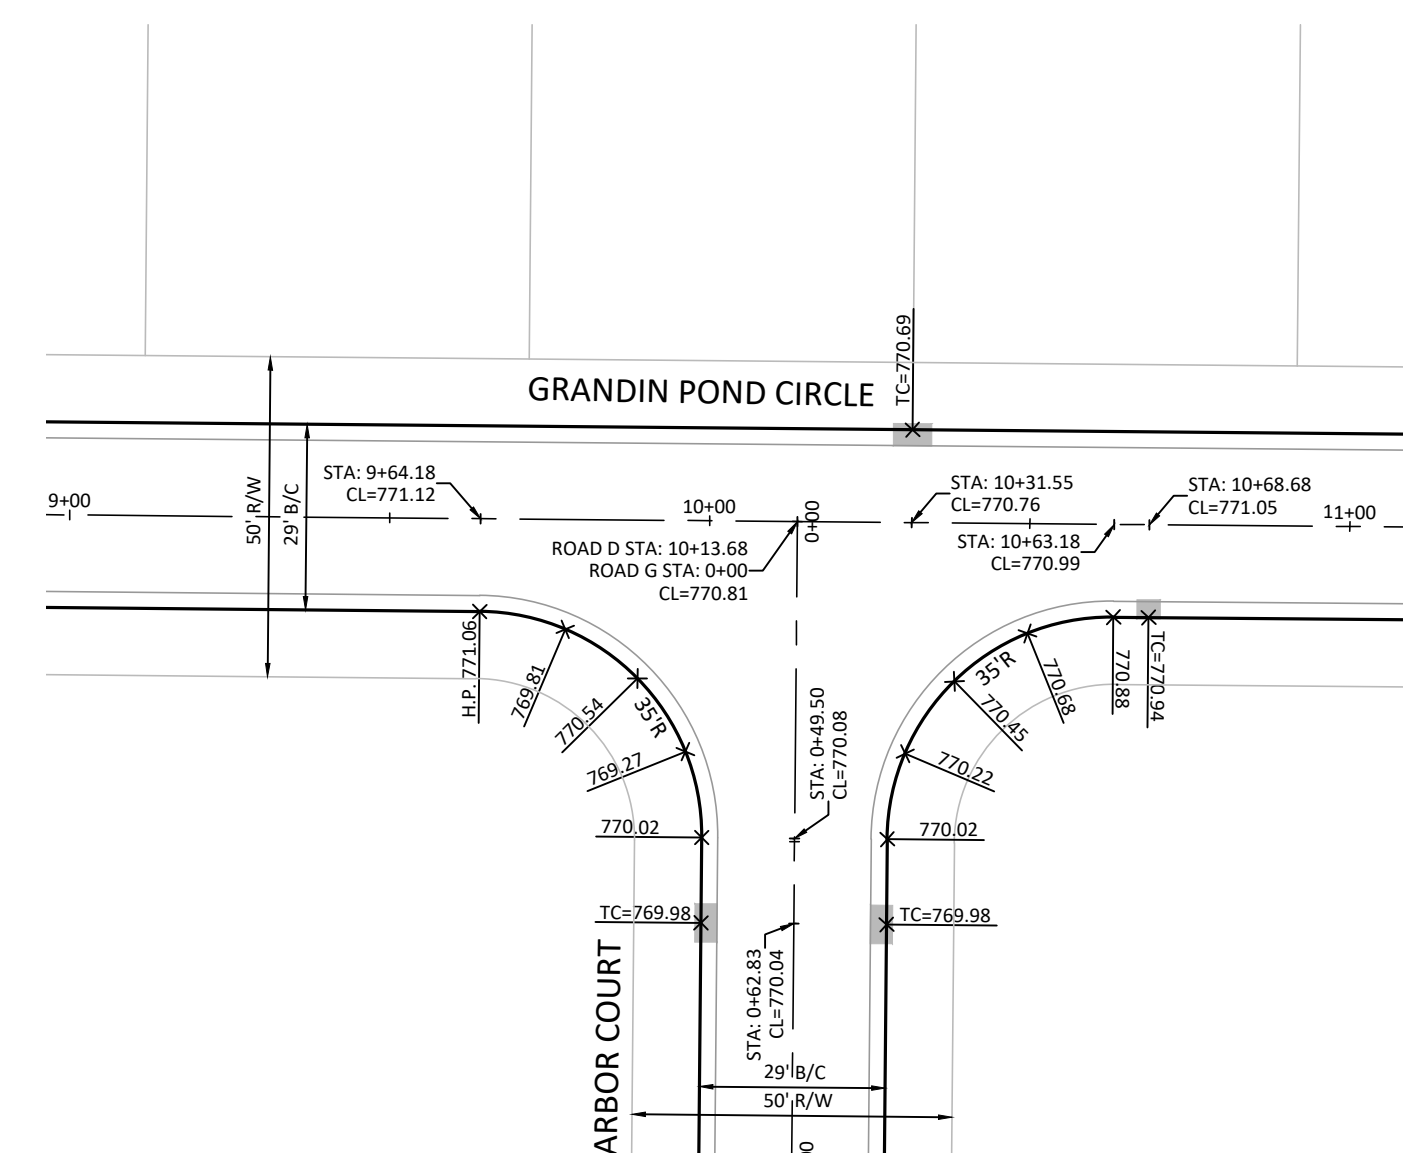 TC=770.69
GRANDIN POND CIRCLE
STA: 9+64.18
CL=771.12
9+00
50' R/W
29' B/C
10+00
0+00
STA: 10+31.55
CL=770.76
STA: 10+68.68
CL=771.05
11+00
ROAD D STA: 10+13.68
ROAD G STA: 0+00
CL=770.81
STA: 10+63.18
CL=770.99
H.P. 771.06
769.81
770.54
35'R
769.27
770.02
TC=769.98
STA: 0+49.50
CL=770.08
35'R
770.68
770.45
770.22
770.88
TC=770.94
770.02
TC=769.98
STA: 0+62.83
CL=770.04
ARBOR COURT
29' B/C
50' R/W